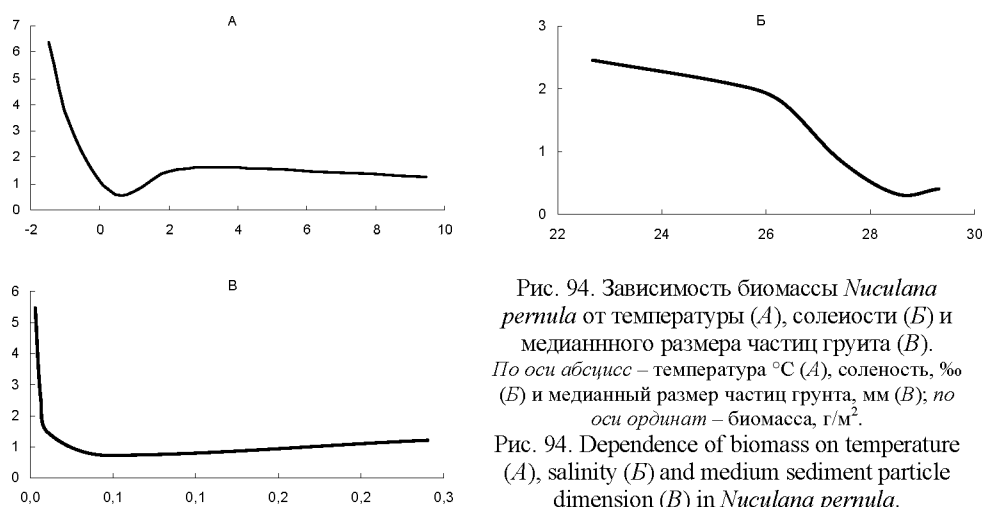 А
7
6
5
4
3
2
1
0
-2 0 2 4 6 8 10
Б
3
2
1
0
22 24 26 28 30
В
6
5
4
3
2
1
0
0,0 0,1 0,1 0,2 0,2 0,3
Рис. 94. Зависимость биомассы Nuculana
pernula от температуры (А), солеиости (Б) и
медианнного размера частиц груита (В).
По оси абсцисс – температура °С (А), соленость, ‰
(Б) и медианный размер частиц грунта, мм (В); по
оси ординат – биомасса, г/м².
Рис. 94. Dependence of biomass on temperature
(А), salinity (Б) and medium sediment particle
dimension (В) in Nuculana pernula.